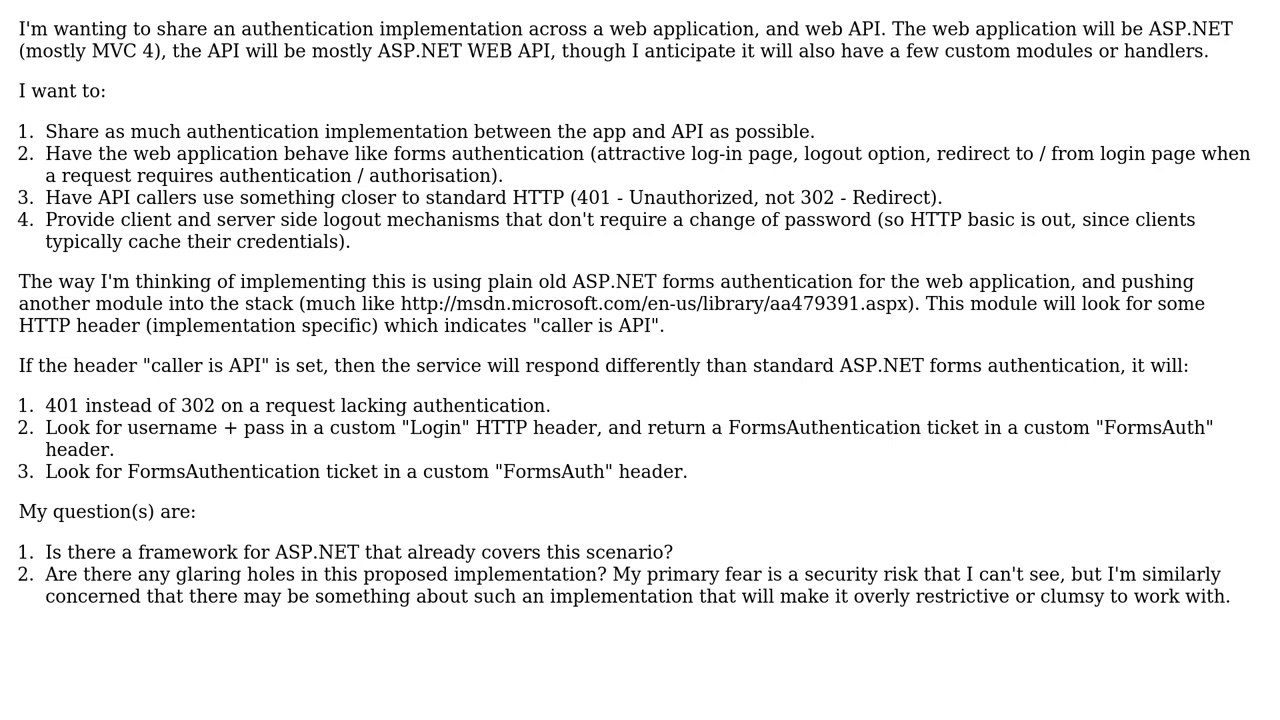 I'm wanting to share an authentication implementation across a web application, and web API. The web application will be ASP.NET
(mostly MVC 4), the API will be mostly ASP.NET WEB API, though I anticipate it will also have a few custom modules or handlers.
I want to:
1. Share as much authentication implementation between the app and API as possible.
2. Have the web application behave like forms authentication (attractive log-in page, logout option, redirect to / from login page when
a request requires authentication / authorisation).
3. Have API callers use something closer to standard HTTP (401 - Unauthorized, not 302 - Redirect).
4. Provide client and server side logout mechanisms that don't require a change of password (so HTTP basic is out, since clients
typically cache their credentials).
The way I'm thinking of implementing this is using plain old ASP.NET forms authentication for the web application, and pushing
another module into the stack (much like http://msdn.microsoft.com/en-us/library/aa479391.aspx). This module will look for some
HTTP header (implementation specific) which indicates "caller is API".
If the header "caller is API" is set, then the service will respond differently than standard ASP.NET forms authentication, it will:
1. 401 instead of 302 on a request lacking authentication.
2. Look for username + pass in a custom "Login" HTTP header, and return a FormsAuthentication ticket in a custom "FormsAuth"
header.
3. Look for FormsAuthentication ticket in a custom "FormsAuth" header.
My question(s) are:
1. Is there a framework for ASP.NET that already covers this scenario?
2. Are there any glaring holes in this proposed implementation? My primary fear is a security risk that I can't see, but I'm similarly
concerned that there may be something about such an implementation that will make it overly restrictive or clumsy to work with.